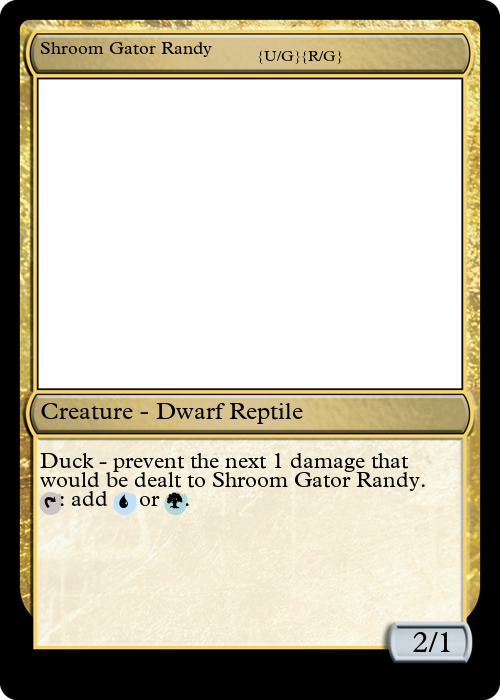 Shroom Gator Randy {U/G}{R/G}
Creature - Dwarf Reptile
Duck - prevent the next 1 damage that
would be dealt to Shroom Gator Randy.
: add or .
2/1